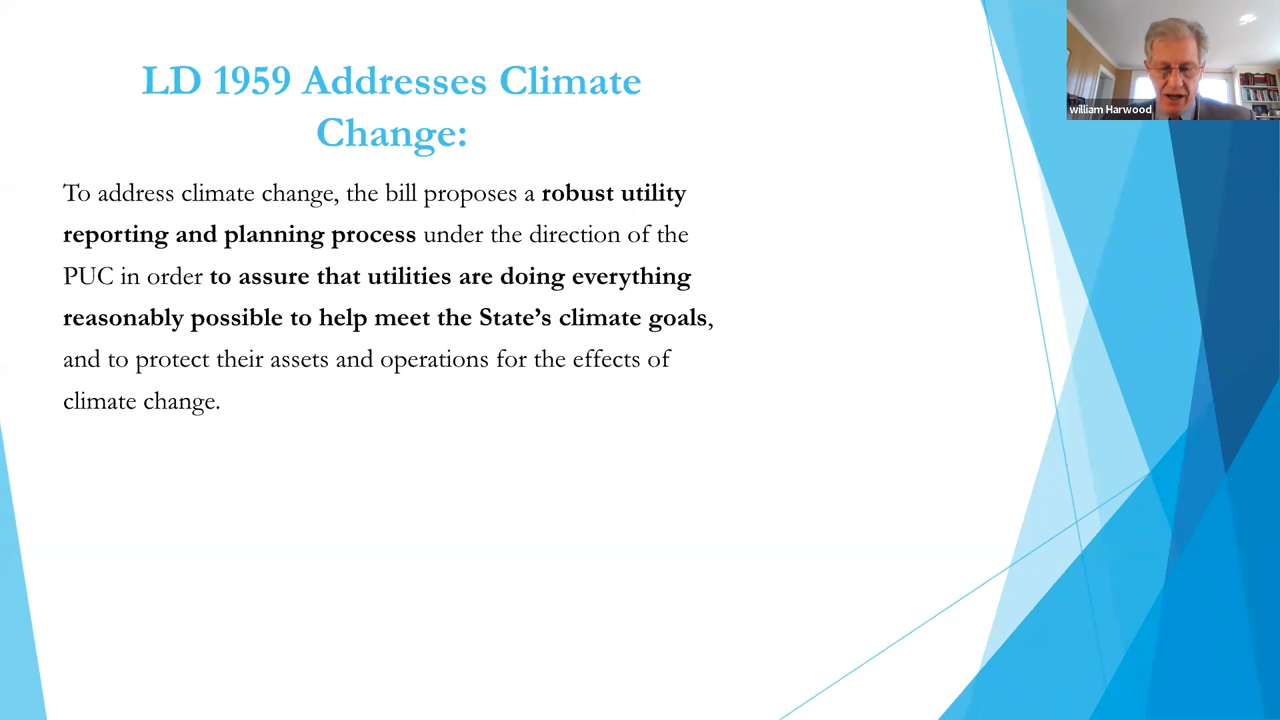 LD 1959 Addresses Climate
Change:
To address climate change, the bill proposes a robust utility
reporting and planning process under the direction of the
PUC in order to assure that utilities are doing everything
reasonably possible to help meet the State’s climate goals,
and to protect their assets and operations for the effects of
climate change.
william Harwood